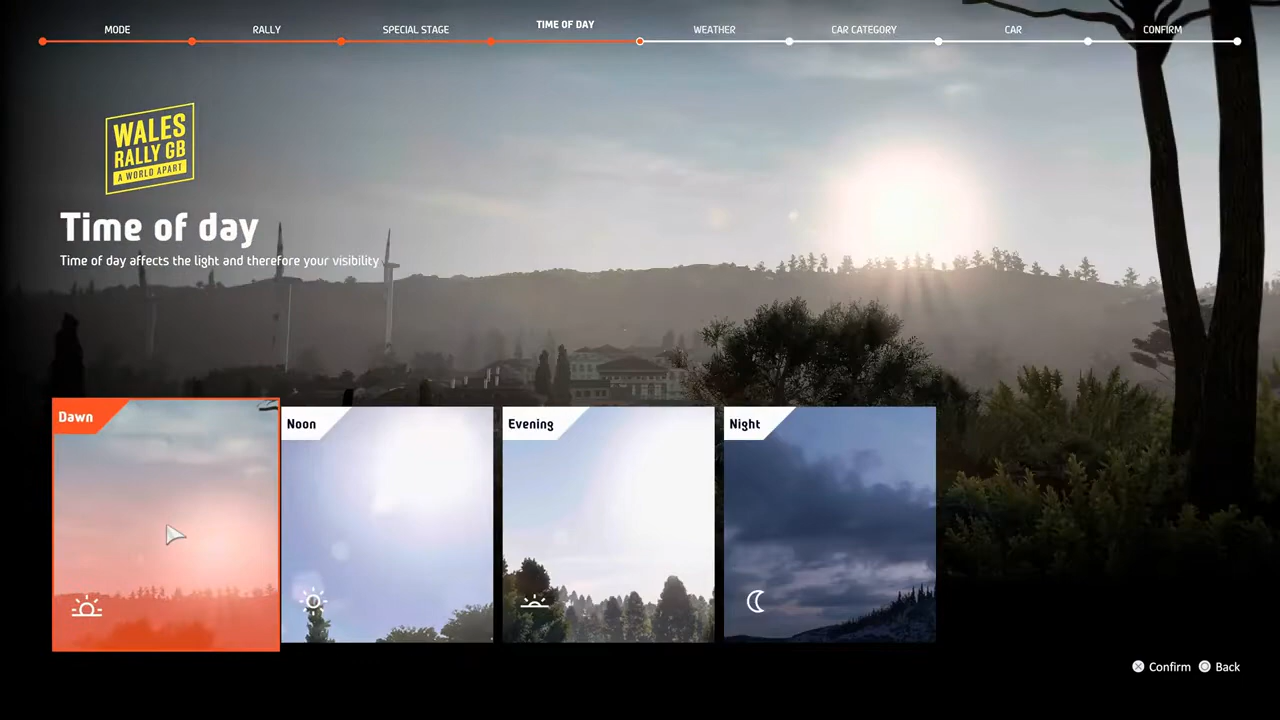 MODE
RALLY
SPECIAL STAGE
TIME OF DAY
WEATHER
CAR CATEGORY
CAR
CONFIRM
WALES
RALLY GB
A WORLD APART
Time of day
Time of day affects the light and therefore your visibility
Dawn
Noon
Evening
Night
Confirm
Back